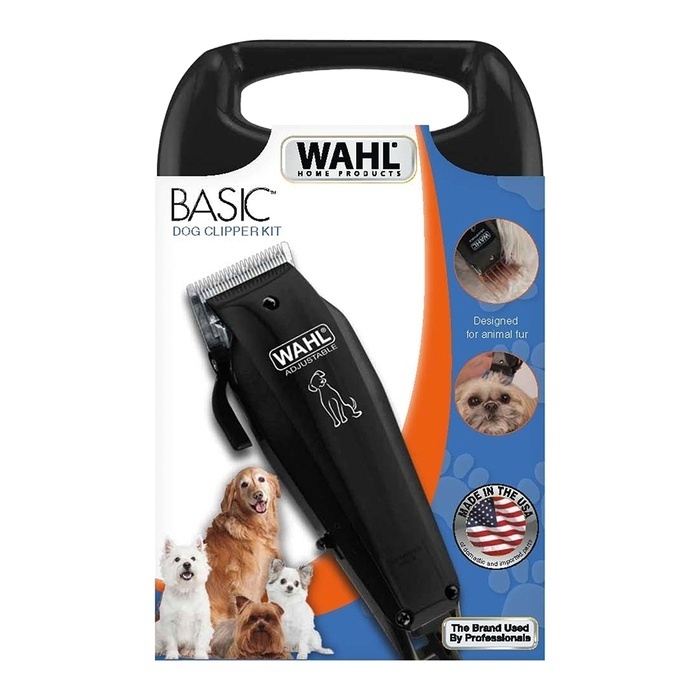 WAHL
HOME PRODUCTS
BASIC™
DOG CLIPPER KIT
WAHL®
ADJUSTABLE
Designed
for animal fur
MADE IN THE USA
of domestic and imported parts
The Brand Used
By Professionals